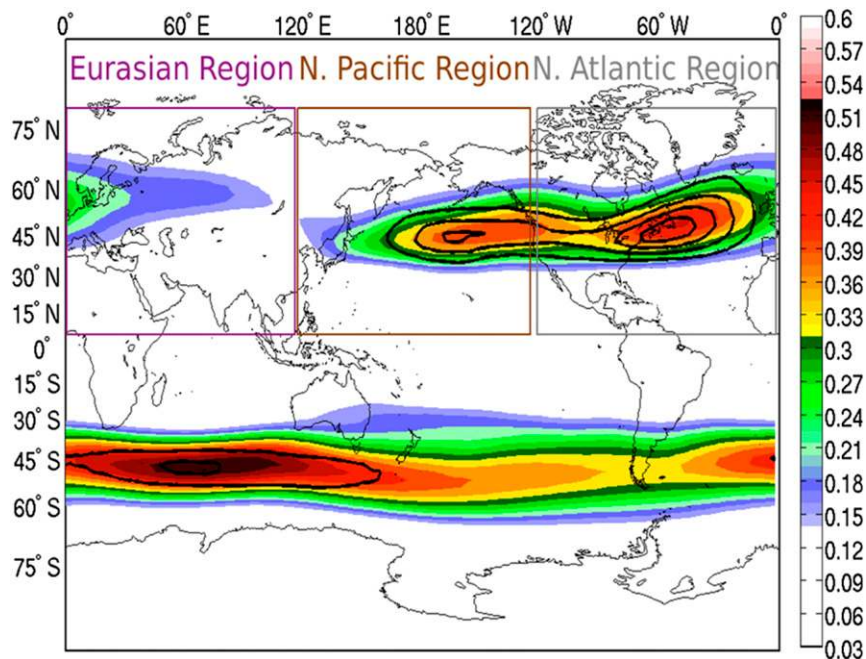 0° 60° E 120° E 180° E 120° W 60° W 0°
Eurasian Region N. Pacific Region N. Atlantic Region
75° N
60° N
45° N
30° N
15° N
0°
15° S
30° S
45° S
60° S
75° S
0.6
0.57
0.54
0.51
0.48
0.45
0.42
0.39
0.36
0.33
0.3
0.27
0.24
0.21
0.18
0.15
0.12
0.09
0.06
0.03